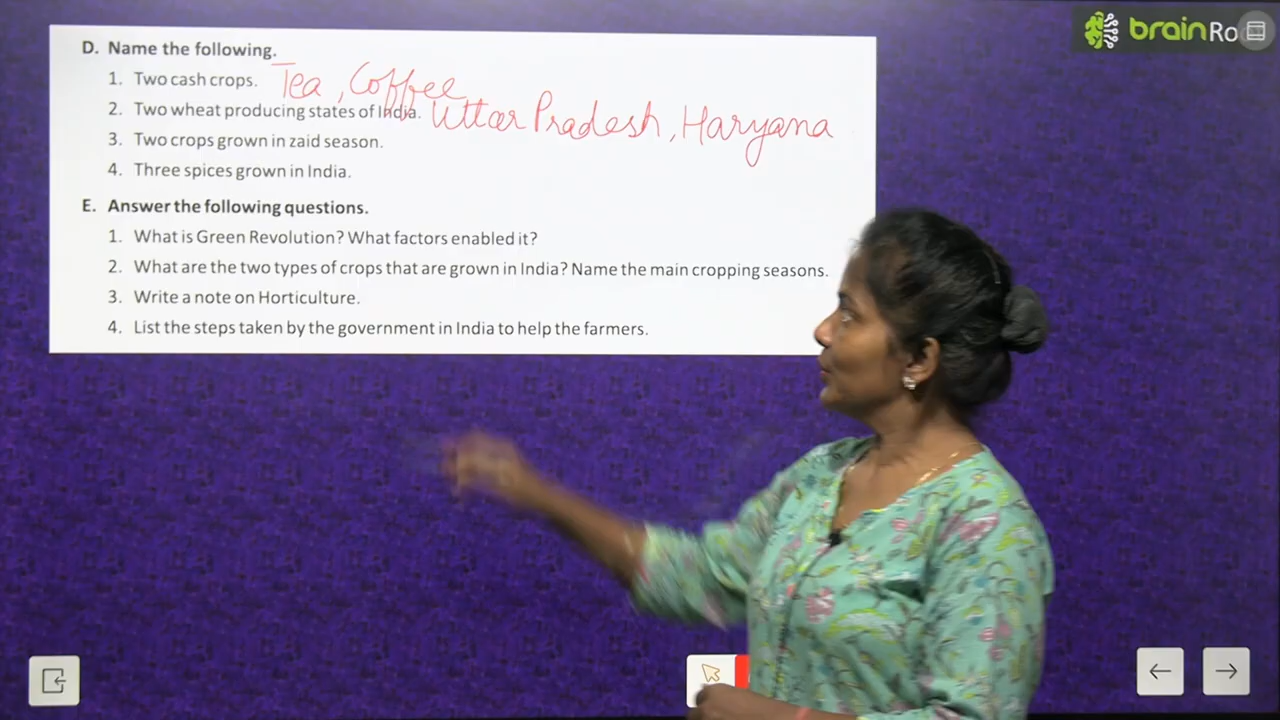 brainRo
D. Name the following.
1. Two cash crops. Tea, Coffee
2. Two wheat producing states of India. Uttar Pradesh, Haryana
3. Two crops grown in zaid season.
4. Three spices grown in India.
E. Answer the following questions.
1. What is Green Revolution? What factors enabled it?
2. What are the two types of crops that are grown in India? Name the main cropping seasons.
3. Write a note on Horticulture.
4. List the steps taken by the government in India to help the farmers.